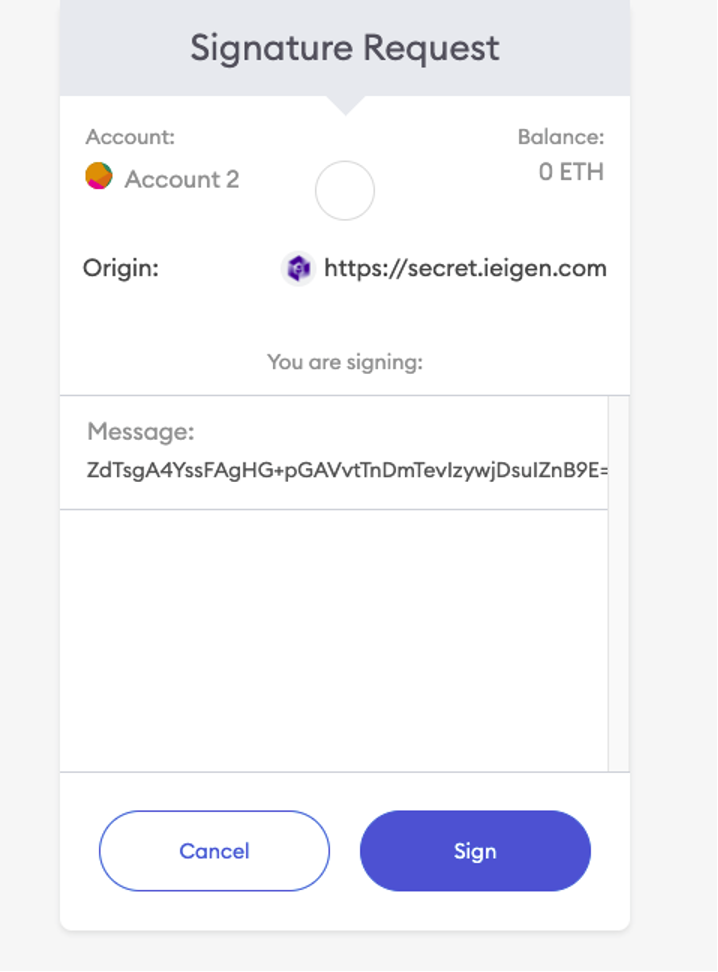 Signature Request
Account:
Balance:
Account 2
0 ETH
Origin:
https://secret.ieigen.com
You are signing:
Message:
ZdTsgA4YssFAgHG+pGAVvtTnDmTevIzywjDsuIZnB9E=
Cancel
Sign